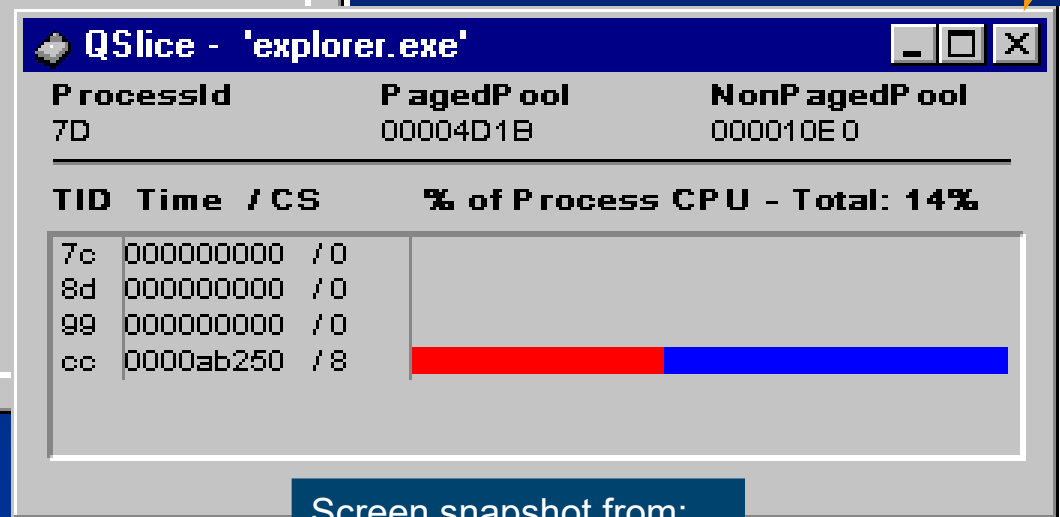 QSlice - 'explorer.exe'
ProcessId PagedPool NonPagedPool
7D 00004D1B 000010E0
TID Time / CS % of Process CPU - Total: 14%
7c 000000000 / 0
8d 000000000 / 0
99 000000000 / 0
cc 0000ab250 / 8
Screen snapshot from: